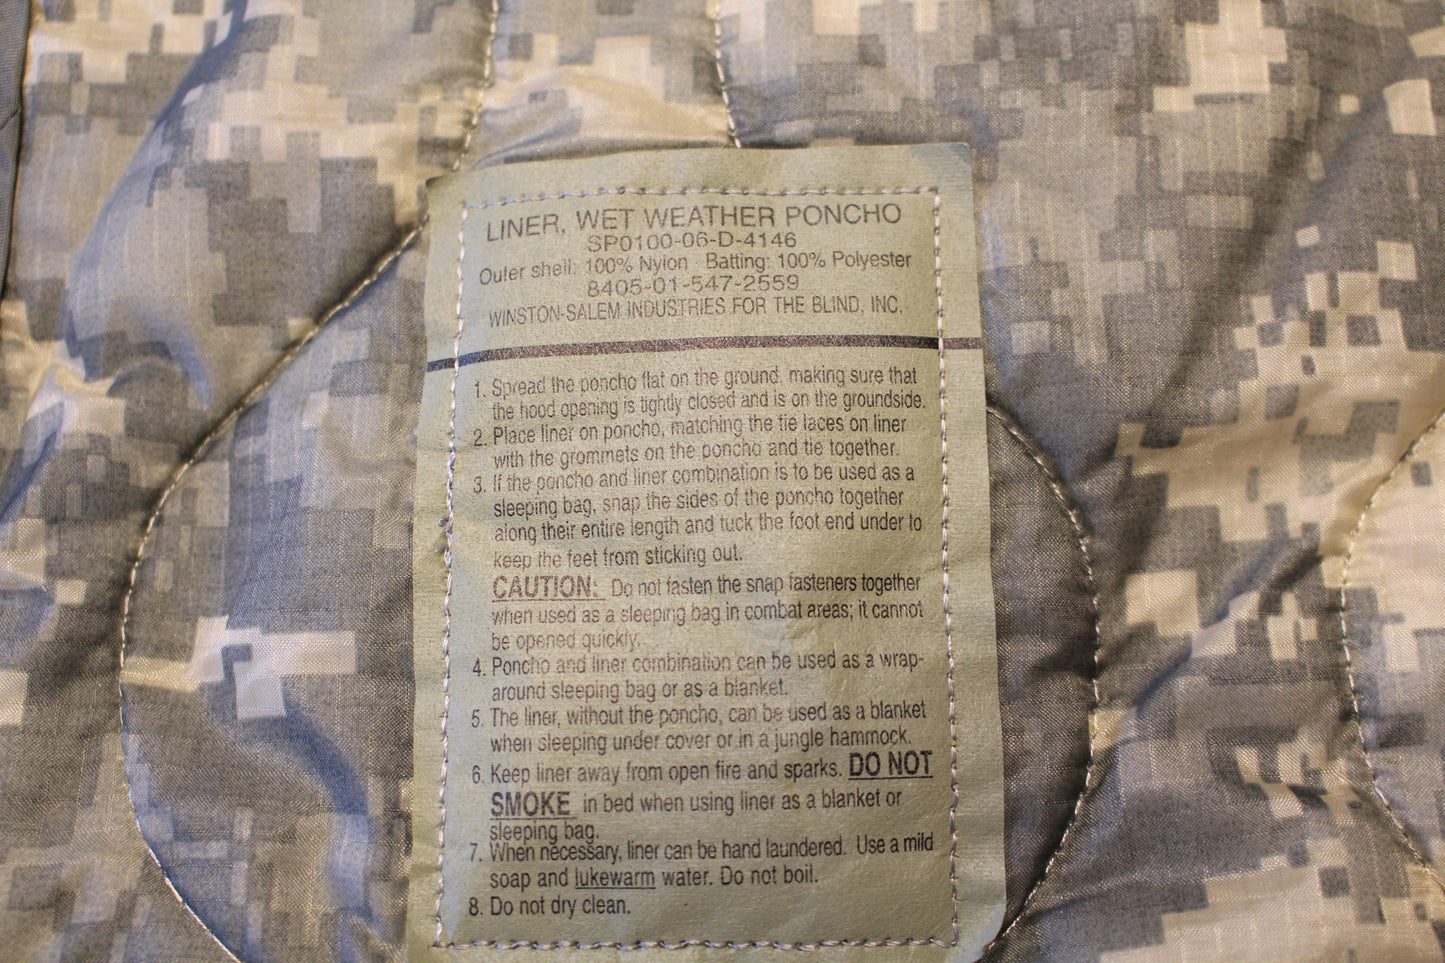 LINER, WET WEATHER PONCHO
SP0100-06-D-4146
Outer shell: 100% Nylon Batting: 100% Polyester
8405-01-547-2559
WINSTON-SALEM INDUSTRIES FOR THE BLIND, INC.
1. Spread the poncho flat on the ground, making sure that
the hood opening is tightly closed and is on the groundside.
2. Place liner on poncho, matching the tie laces on liner
with the grommets on the poncho and tie together.
3. If the poncho and liner combination is to be used as a
sleeping bag, snap the sides of the poncho together
along their entire length and tuck the foot end under to
keep the feet from sticking out.
CAUTION: Do not fasten the snap fasteners together
when used as a sleeping bag in combat areas; it cannot
be opened quickly.
4. Poncho and liner combination can be used as a wrap-
around sleeping bag or as a blanket.
5. The liner, without the poncho, can be used as a blanket
when sleeping under cover or in a jungle hammock.
6. Keep liner away from open fire and sparks. DO NOT
SMOKE in bed when using liner as a blanket or
sleeping bag.
7. When necessary, liner can be hand laundered. Use a mild
soap and lukewarm water. Do not boil.
8. Do not dry clean.